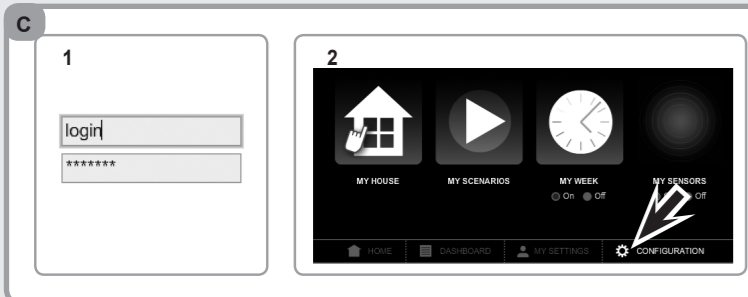 C
1
login
*******
2
MY HOUSE MY SCENARIOS MY WEEK MY SENSORS
On Off Off
HOME DASHBOARD MY SETTINGS CONFIGURATION